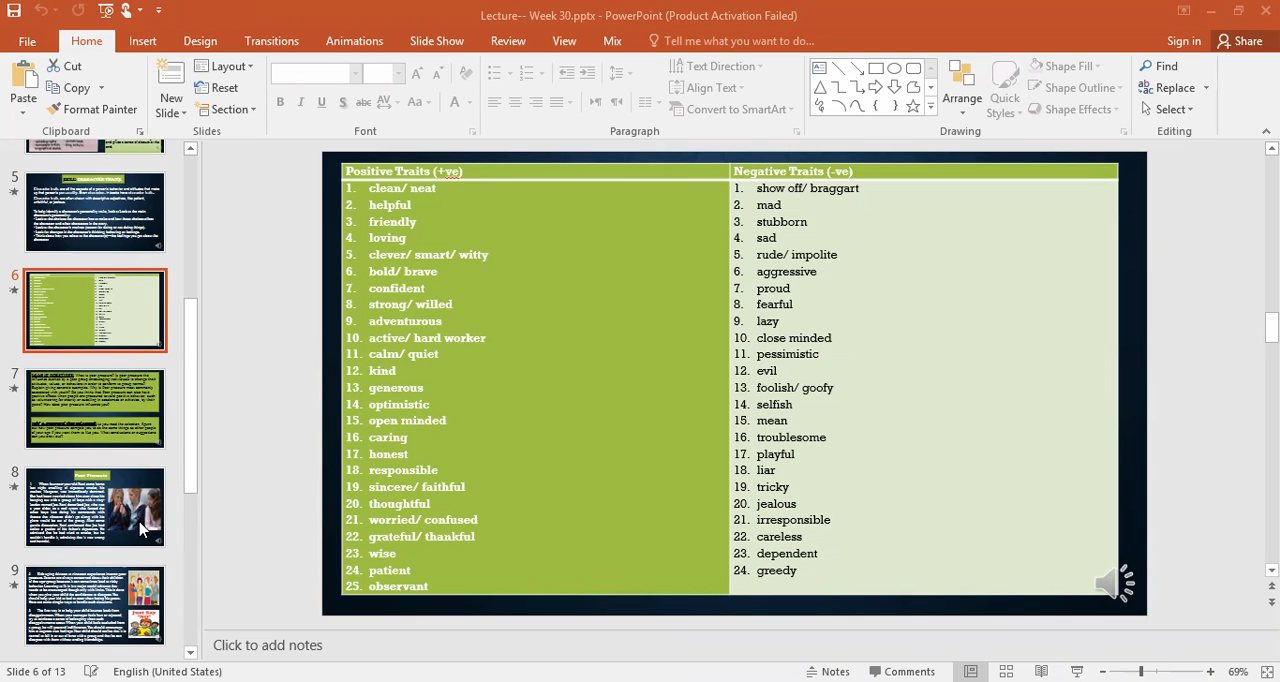 Lecture-- Week 30.pptx - PowerPoint (Product Activation Failed)
File Home Insert Design Transitions Animations Slide Show Review View Mix Tell me what you want to do... Sign in Share
Paste Cut Copy Format Painter
Clipboard
New Slide Layout Reset Section
Slides
B I U S abc AV Aa A
Font
Text Direction
Align Text
Convert to SmartArt
Paragraph
Arrange Quick Styles
Shape Fill
Shape Outline
Shape Effects
Drawing
Find
Replace
Select
Editing
5
6
7
8
Peer Pressure
9
Positive Traits (+ve)
1. clean/ neat
2. helpful
3. friendly
4. loving
5. clever/ smart/ witty
6. bold/ brave
7. confident
8. strong/ willed
9. adventurous
10. active/ hard worker
11. calm/ quiet
12. kind
13. generous
14. optimistic
15. open minded
16. caring
17. honest
18. responsible
19. sincere/ faithful
20. thoughtful
21. worried/ confused
22. grateful/ thankful
23. wise
24. patient
25. observant
Negative Traits (-ve)
1. show off/ braggart
2. mad
3. stubborn
4. sad
5. rude/ impolite
6. aggressive
7. proud
8. fearful
9. lazy
10. close minded
11. pessimistic
12. evil
13. foolish/ goofy
14. selfish
15. mean
16. troublesome
17. playful
18. liar
19. tricky
20. jealous
21. irresponsible
22. careless
23. dependent
24. greedy
Click to add notes
Slide 6 of 13 English (United States) Notes Comments 69%